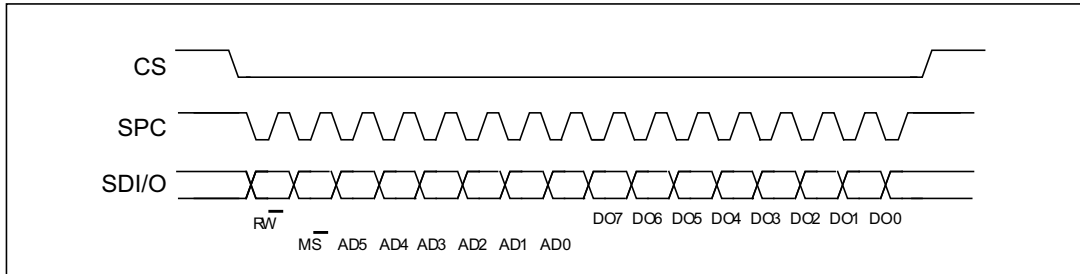 CS
SPC
SDI/O
RW DO7 DO6 DO5 DO4 DO3 DO2 DO1 DO0
MS AD5 AD4 AD3 AD2 AD1 AD0